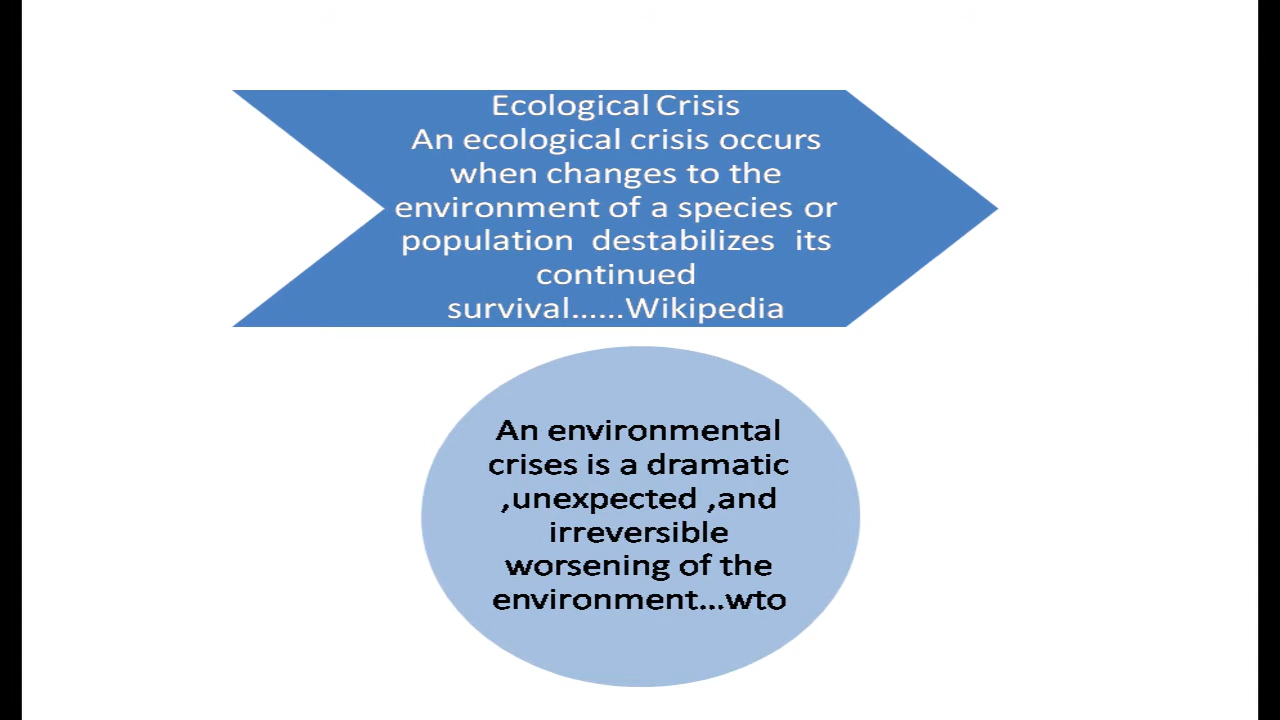 Ecological Crisis
An ecological crisis occurs
when changes to the
environment of a species or
population destabilizes its
continued
survival......Wikipedia
An environmental
crises is a dramatic
,unexpected ,and
irreversible
worsening of the
environment...wto